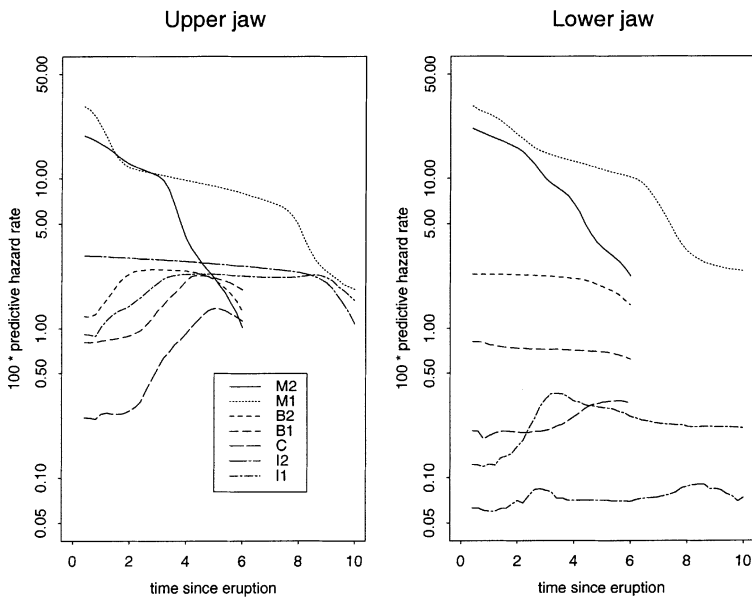 Upper jaw
100 * predictive hazard rate
50.00
10.00
5.00
1.00
0.50
0.10
0.05
M2
M1
B2
B1
C
I2
I1
0 2 4 6 8 10
time since eruption
Lower jaw
100 * predictive hazard rate
50.00
10.00
5.00
1.00
0.50
0.10
0.05
0 2 4 6 8 10
time since eruption